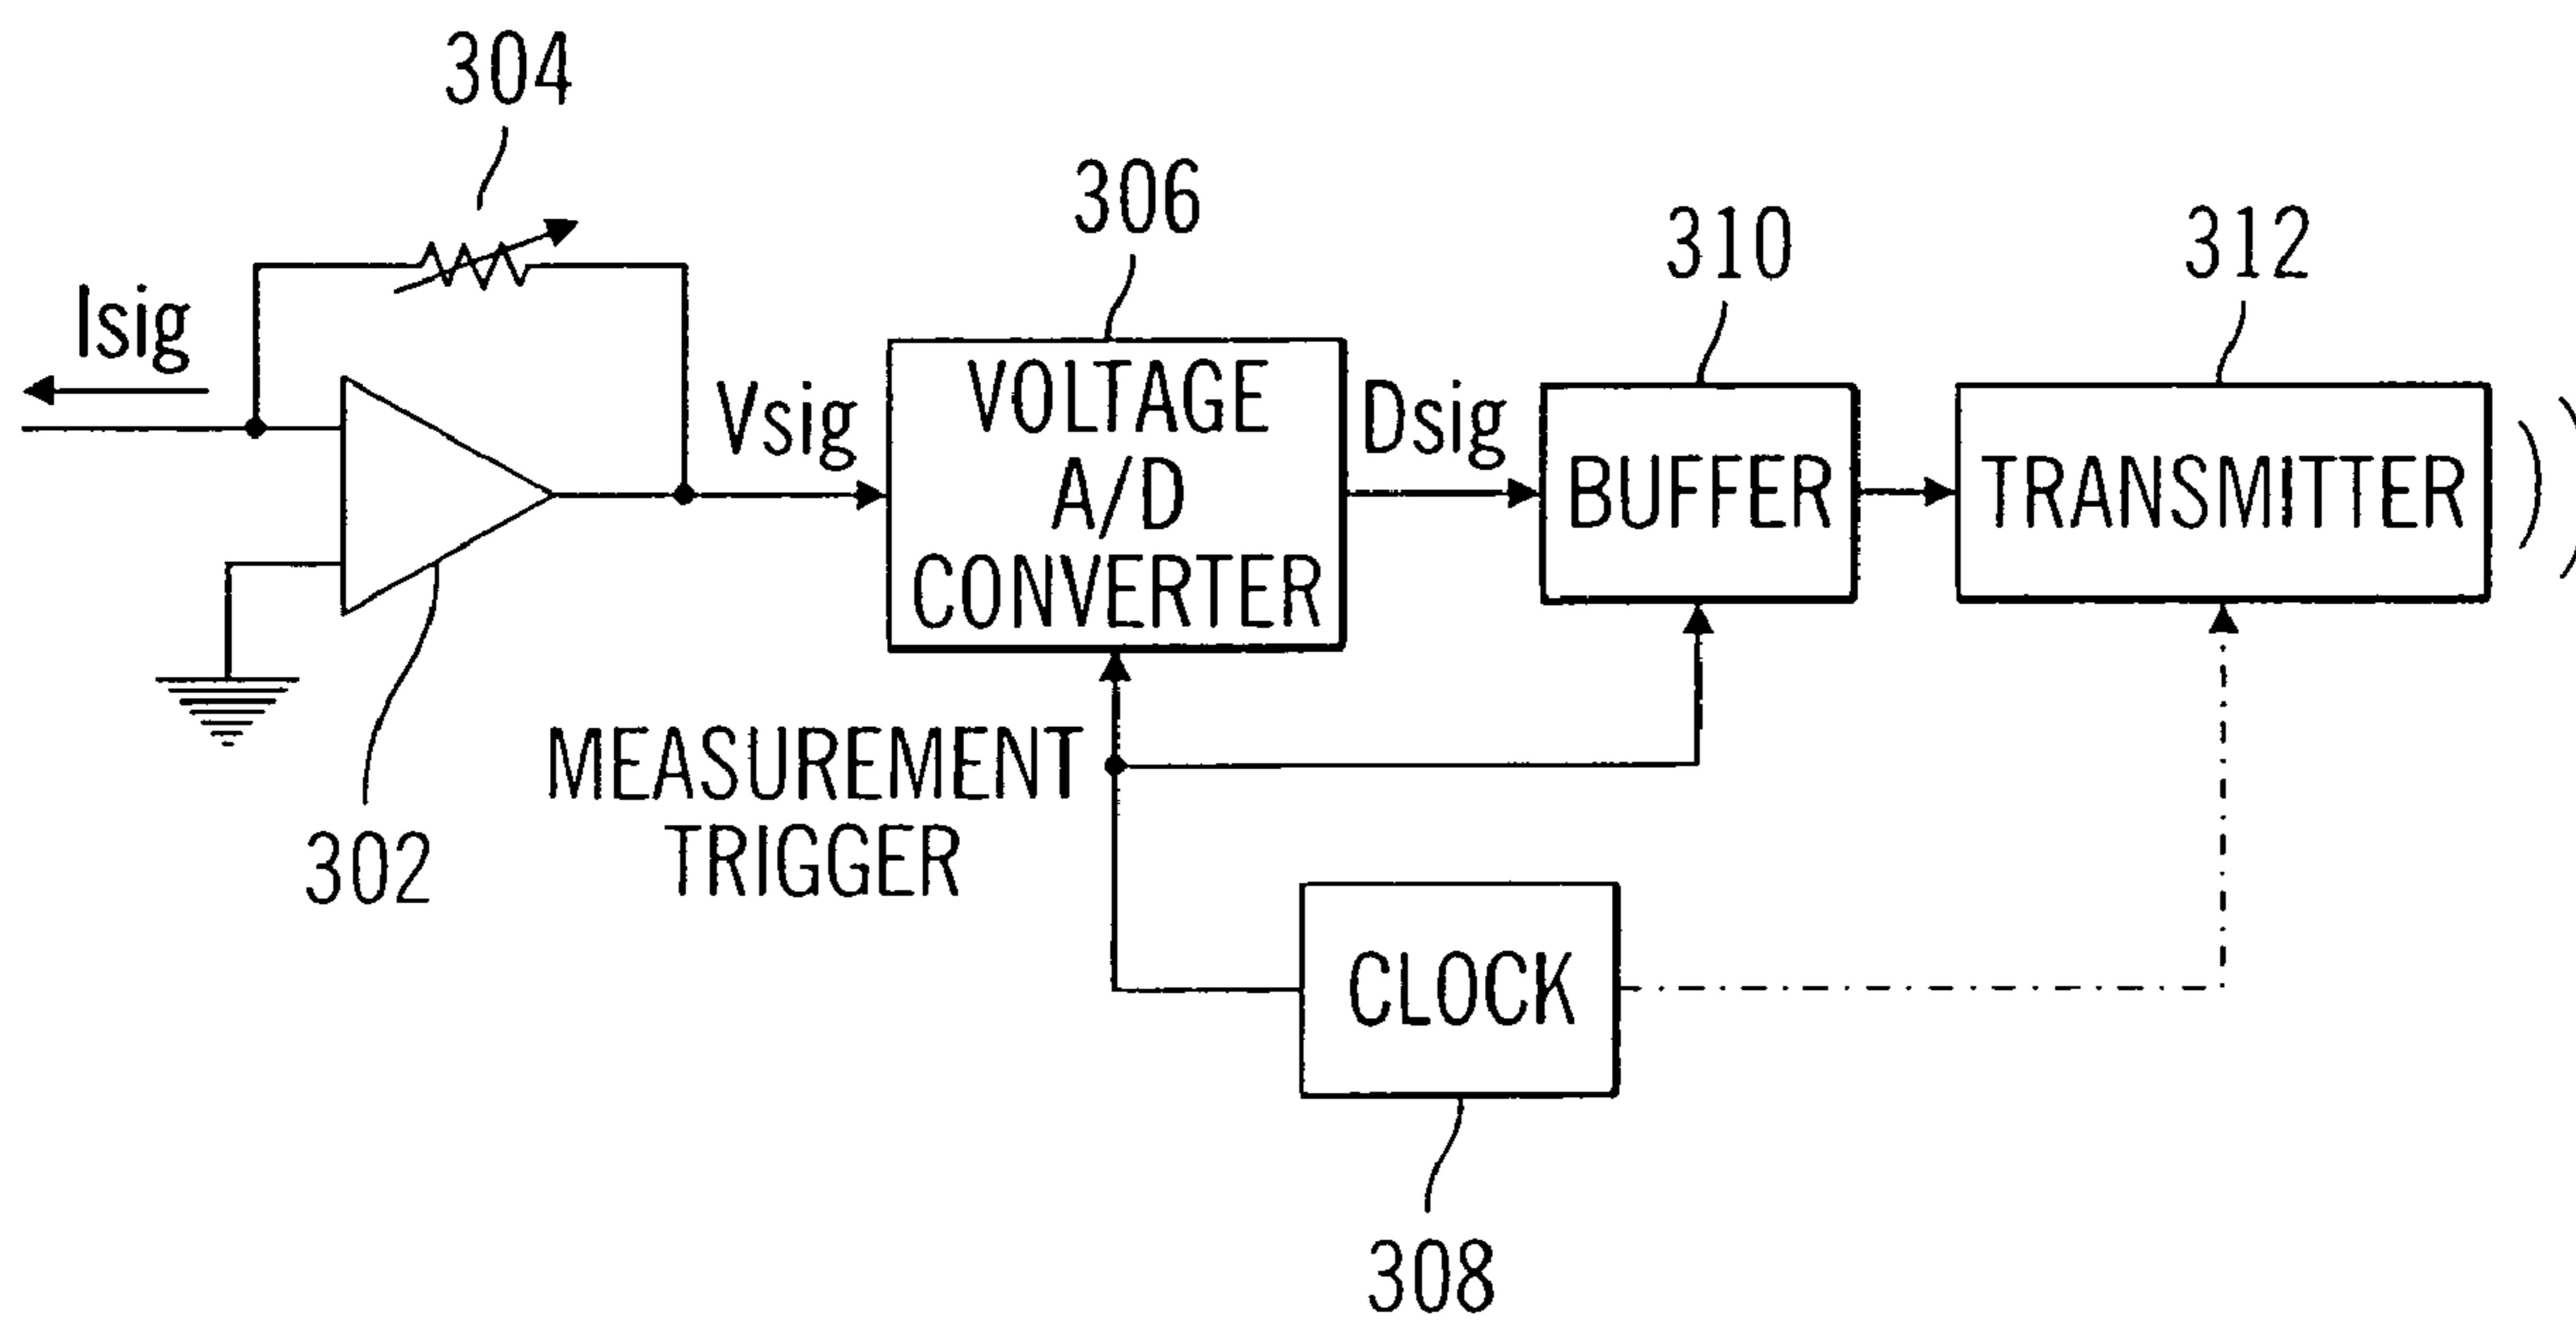 304
306
310
312
Isig
Vsig
VOLTAGE
A/D
CONVERTER
Dsig
BUFFER
TRANSMITTER
302
MEASUREMENT
TRIGGER
CLOCK
308